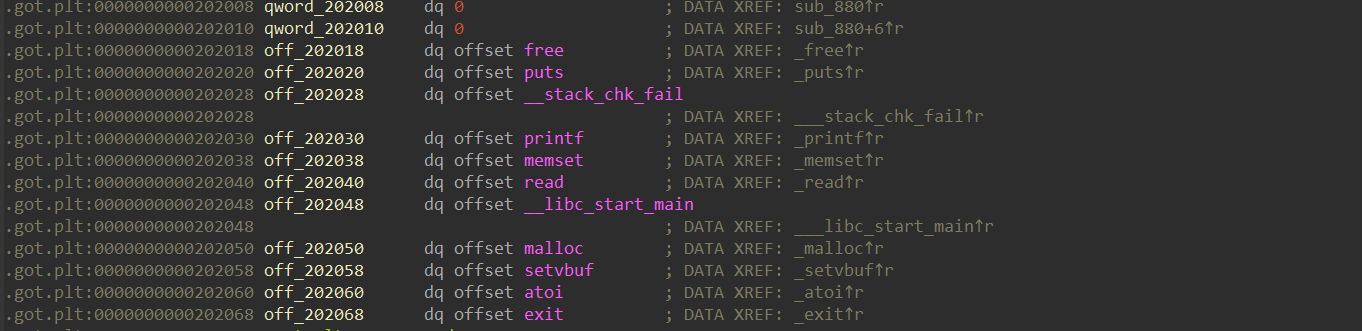 .got.plt:0000000000202008 qword_202008 dq 0 ; DATA XREF: sub_880↑r
.got.plt:0000000000202010 qword_202010 dq 0 ; DATA XREF: sub_880+6↑r
.got.plt:0000000000202018 off_202018 dq offset free ; DATA XREF: _free↑r
.got.plt:0000000000202020 off_202020 dq offset puts ; DATA XREF: _puts↑r
.got.plt:0000000000202028 off_202028 dq offset __stack_chk_fail
.got.plt:0000000000202028 ; DATA XREF: ___stack_chk_fail↑r
.got.plt:0000000000202030 off_202030 dq offset printf ; DATA XREF: _printf↑r
.got.plt:0000000000202038 off_202038 dq offset memset ; DATA XREF: _memset↑r
.got.plt:0000000000202040 off_202040 dq offset read ; DATA XREF: _read↑r
.got.plt:0000000000202048 off_202048 dq offset __libc_start_main
.got.plt:0000000000202048 ; DATA XREF: ___libc_start_main↑r
.got.plt:0000000000202050 off_202050 dq offset malloc ; DATA XREF: _malloc↑r
.got.plt:0000000000202058 off_202058 dq offset setvbuf ; DATA XREF: _setvbuf↑r
.got.plt:0000000000202060 off_202060 dq offset atoi ; DATA XREF: _atoi↑r
.got.plt:0000000000202068 off_202068 dq offset exit ; DATA XREF: _exit↑r